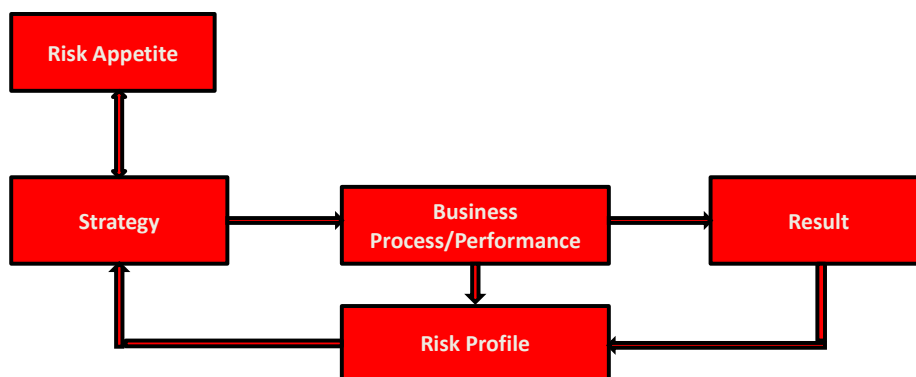 Risk Appetite
Strategy
Business
Process/Performance
Result
Risk Profile